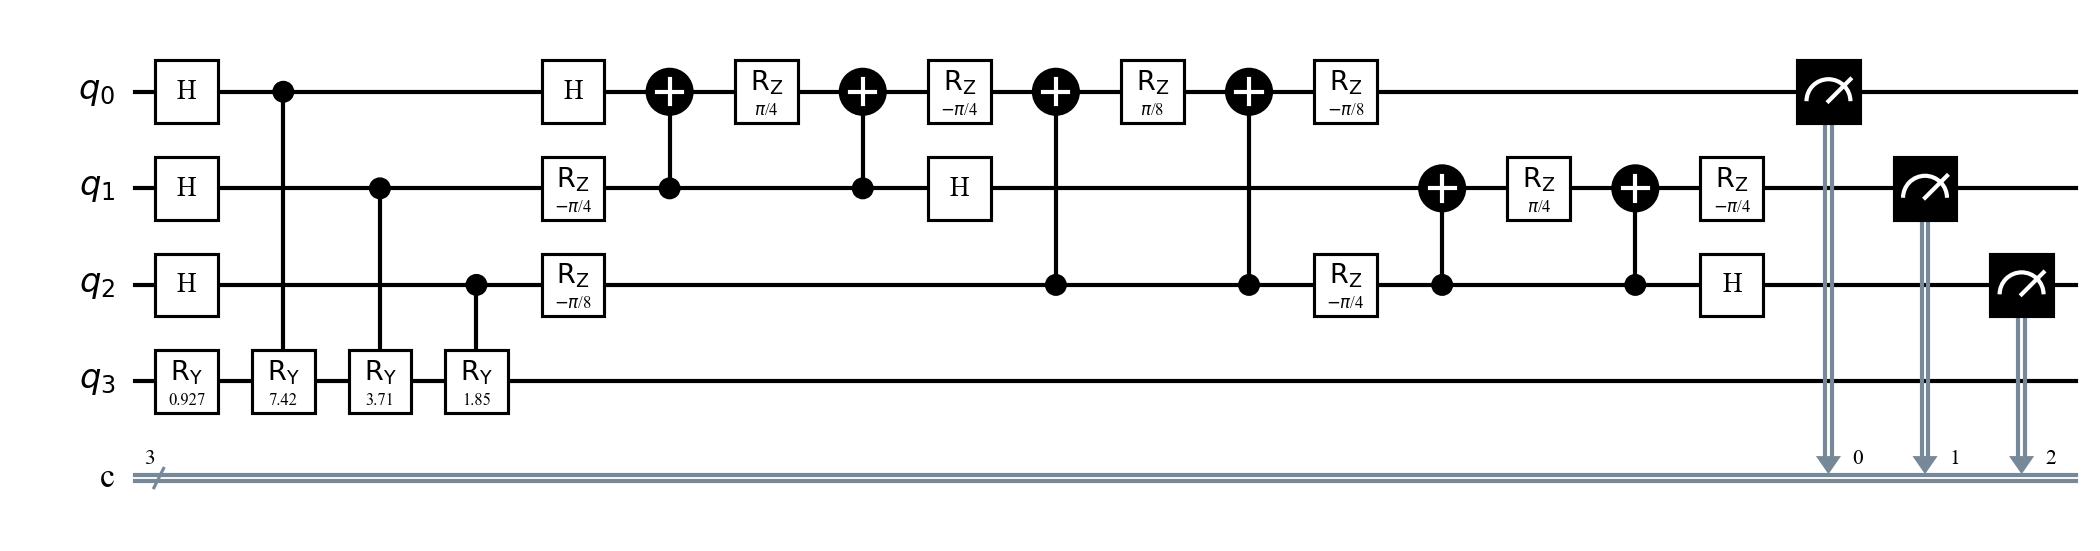 q0 H H RZ π/4 RZ −π/4 RZ π/8 RZ −π/8
q1 H RZ −π/4 H RZ π/4 RZ −π/4
q2 H RZ −π/8 RZ −π/4 H
q3 RY 0.927 RY 7.42 RY 3.71 RY 1.85
c 3 0 1 2